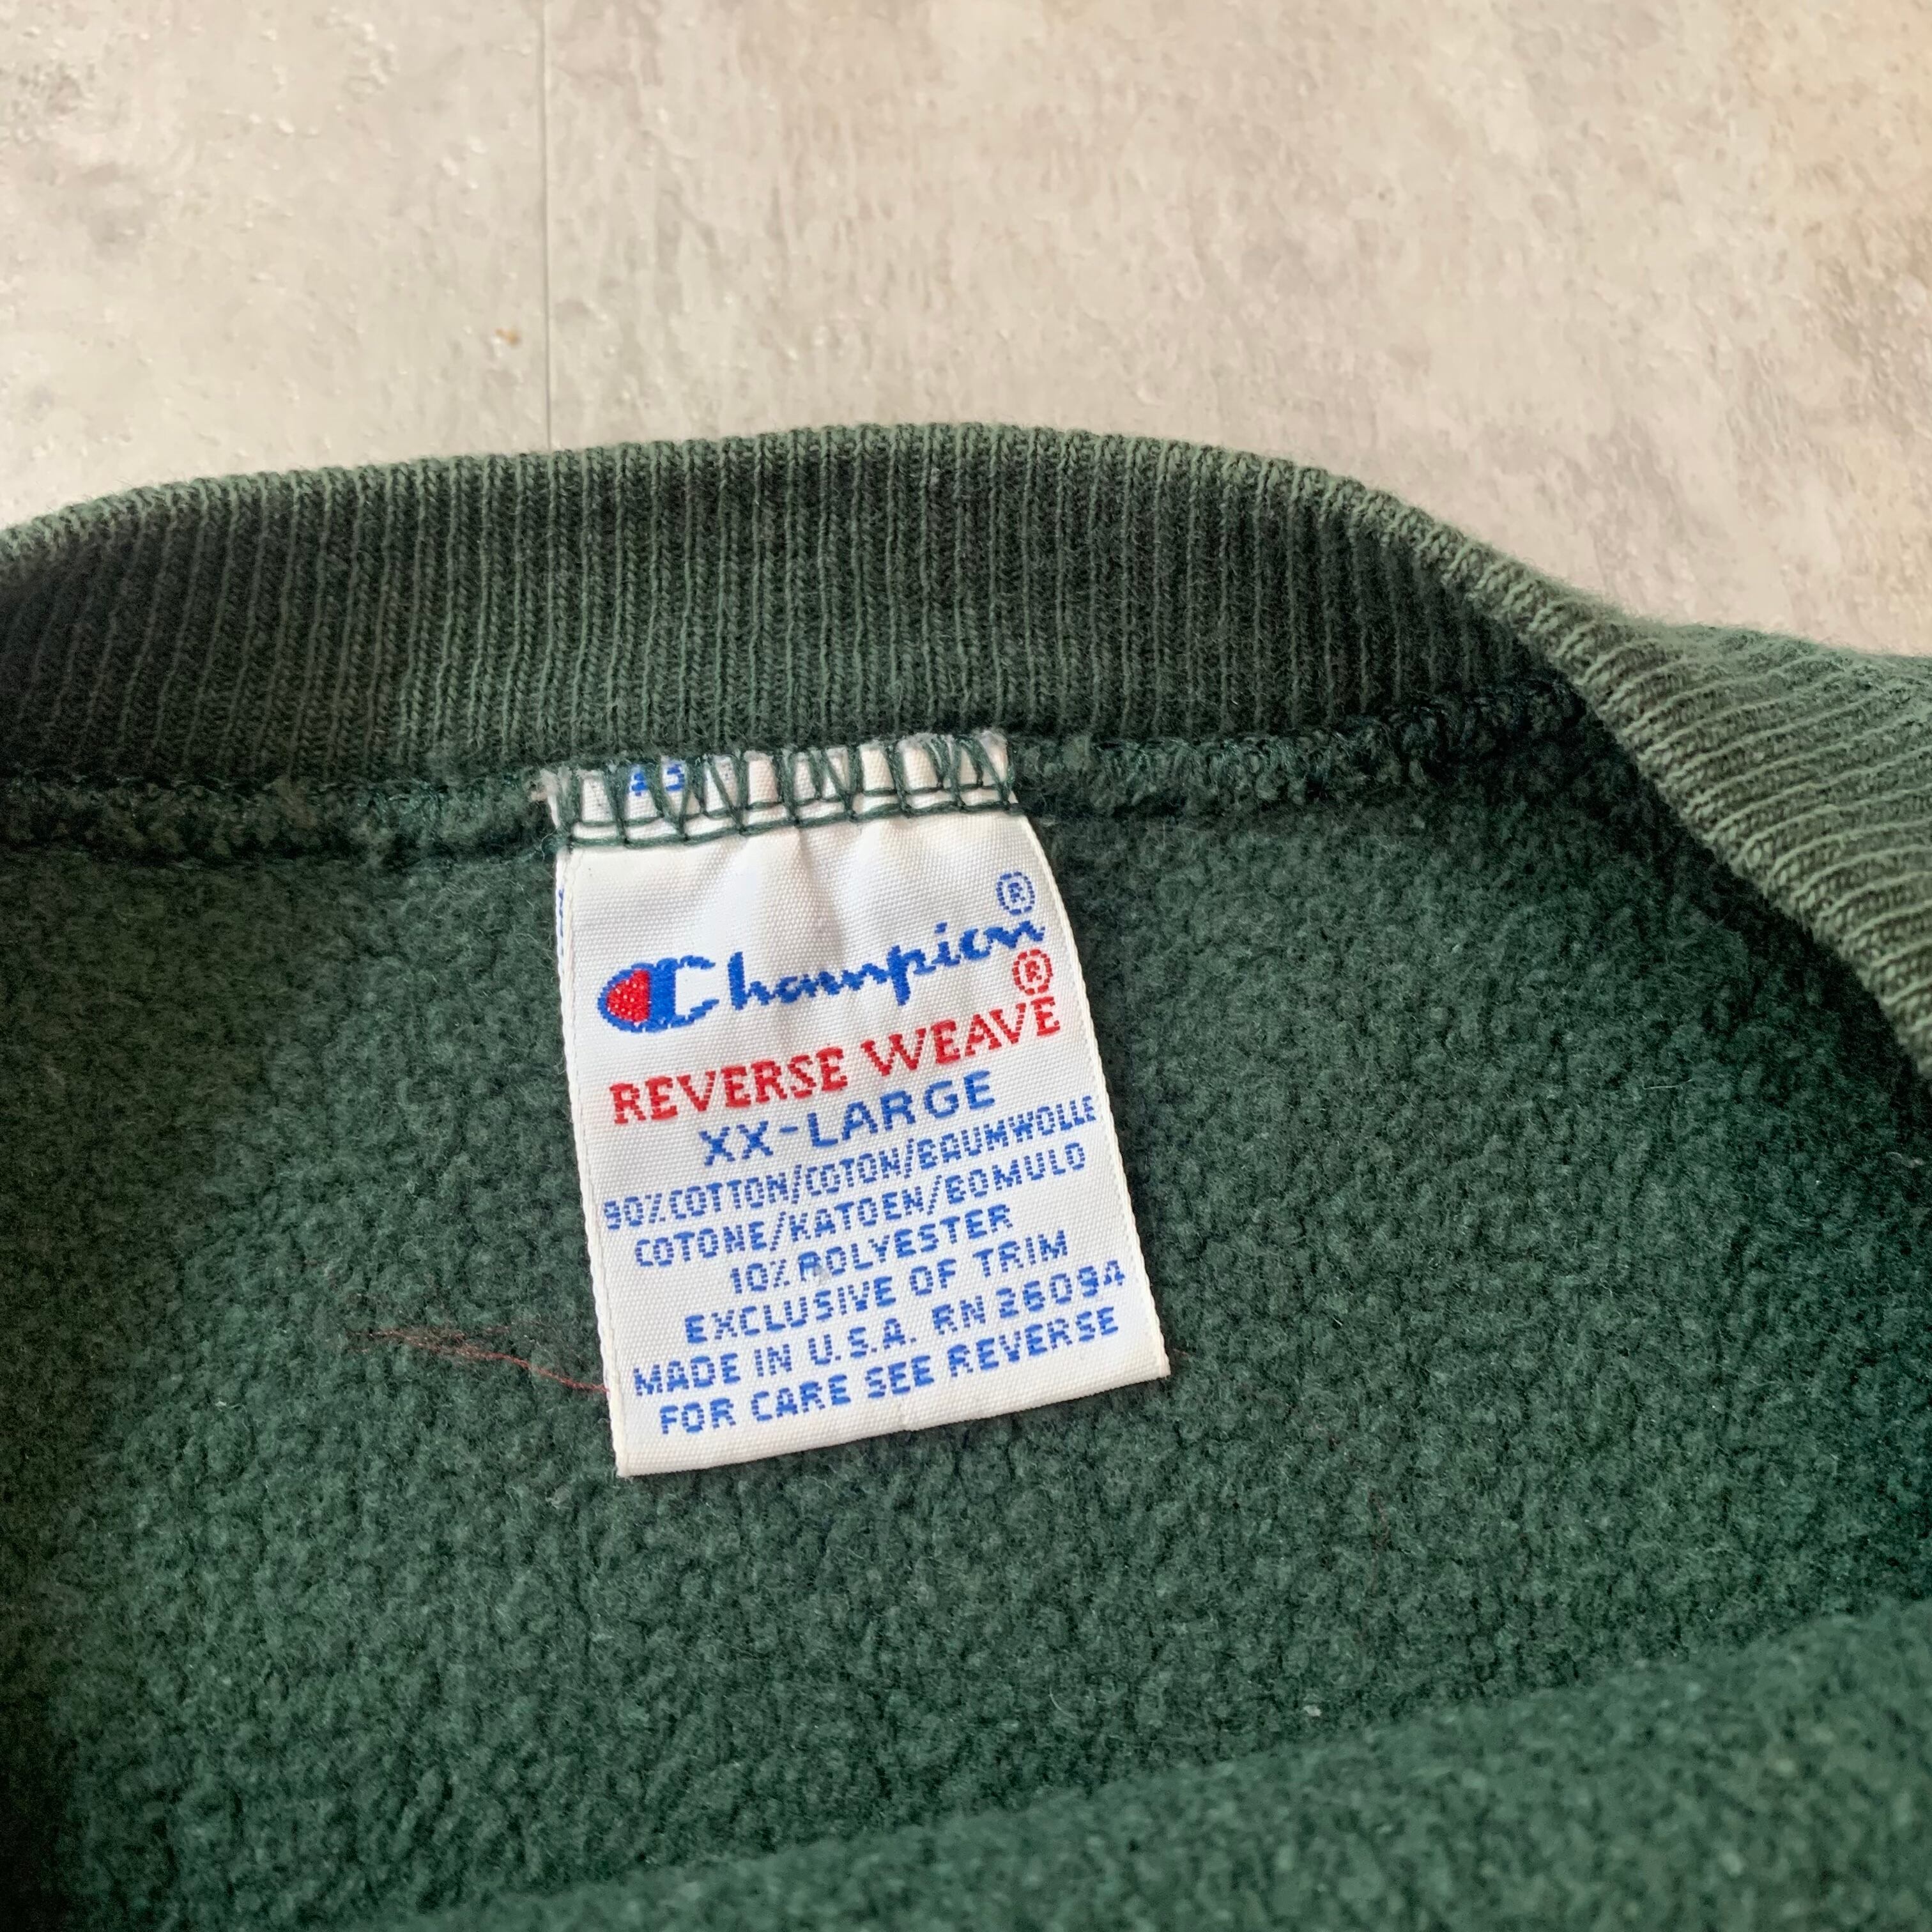 Champion®
REVERSE WEAVE®
XX-LARGE
90% COTTON/COTON/BAUMWOLLE
COTONE/KATOEN/BOMULD
10% POLYESTER
EXCLUSIVE OF TRIM
MADE IN U.S.A. RN 26094
FOR CARE SEE REVERSE